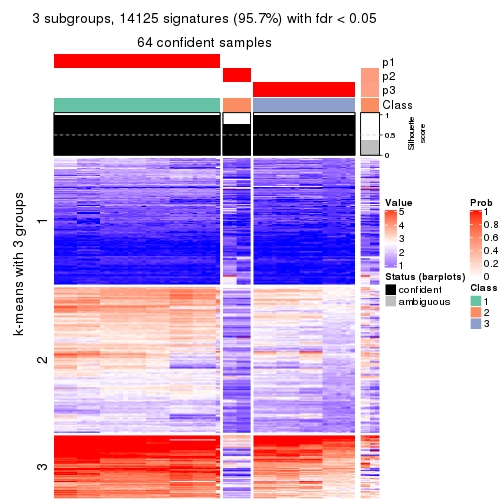 3 subgroups, 14125 signatures (95.7%) with fdr < 0.05
64 confident samples
p1
p2
p3
Class
1
0.5
0
Silhouette
score
k-means with 3 groups
1
2
3
Value
5
4
3
2
1
Status (barplots)
confident
ambiguous
Prob
1
0.8
0.6
0.4
0.2
0
Class
1
2
3